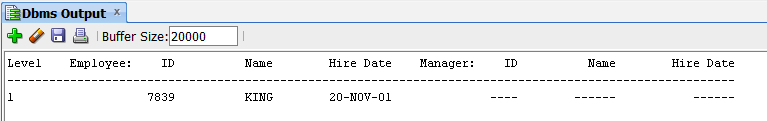 Dbms Output ×
Buffer Size: 20000
Level Employee: ID Name Hire Date Manager: ID Name Hire Date
--------------------------------------------------------------------------------------------------------
1 7839 KING 20-NOV-01 ---- ------ ------